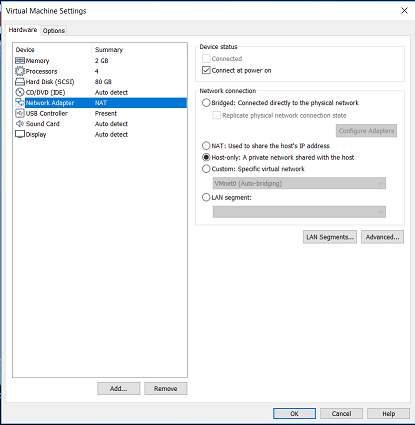 Virtual Machine Settings
Hardware Options
Device Summary
Memory 2 GB
Processors 4
Hard Disk (SCSI) 80 GB
CD/DVD (IDE) Auto detect
Network Adapter NAT
USB Controller Present
Sound Card Auto detect
Display Auto detect
Add...
Remove
Device status
Connected
Connect at power on
Network connection
Bridged: Connected directly to the physical network
Replicate physical network connection state
Configure Adapters
NAT: Used to share the host's IP address
Host-only: A private network shared with the host
Custom: Specific virtual network
VMnet0 (Auto-bridging)
LAN segment:
LAN Segments... Advanced...
OK Cancel Help